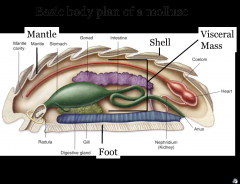 Basic body plan of a mollusc
Mantle
Shell
Visceral
Mass
Mantle
cavity
Mantle
Stomach
Gonad
Intestine
Coelom
Heart
Radula
Gill
Digestive gland
Nephridium
(Kidney)
Anus
Foot